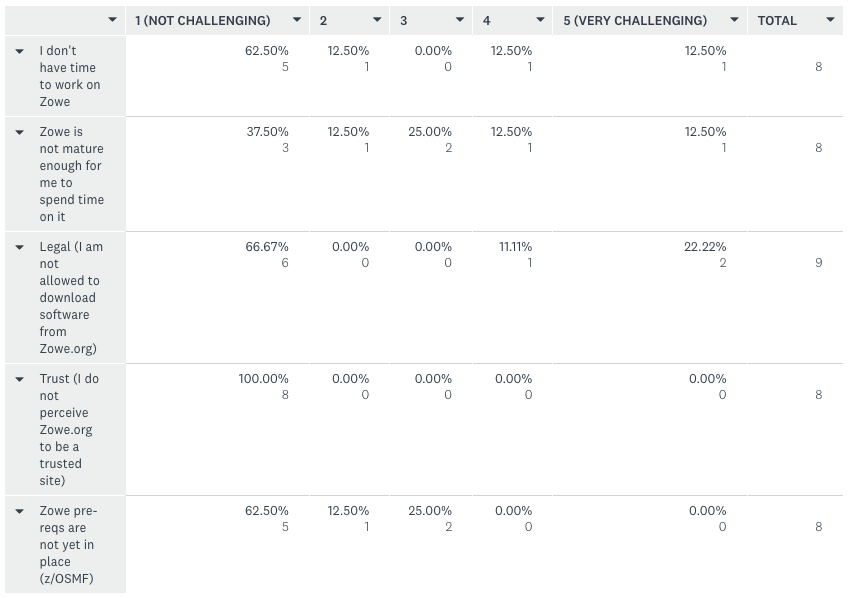 1 (NOT CHALLENGING) 2 3 4 5 (VERY CHALLENGING) TOTAL
I don't 62.50% 12.50% 0.00% 12.50% 12.50%
have time 5 1 0 1 1 8
to work on
Zowe
Zowe is 37.50% 12.50% 25.00% 12.50% 12.50%
not mature 3 1 2 1 1 8
enough for
me to
spend time
on it
Legal (I am 66.67% 0.00% 0.00% 11.11% 22.22%
not 6 0 0 1 2 9
allowed to
download
software
from
Zowe.org)
Trust (I do 100.00% 0.00% 0.00% 0.00% 0.00%
not 8 0 0 0 0 8
perceive
Zowe.org
to be a
trusted
site)
Zowe pre- 62.50% 12.50% 25.00% 0.00% 0.00%
reqs are 5 1 2 0 0 8
not yet in
place
(z/OSMF)